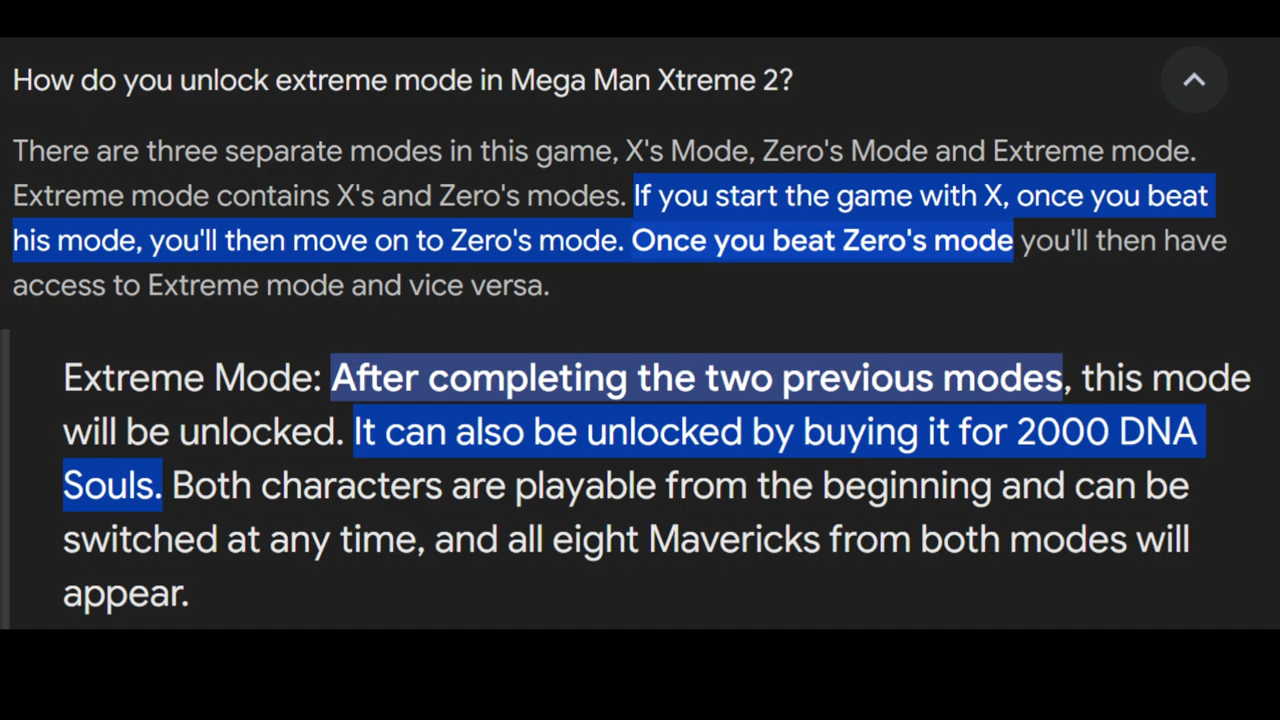 How do you unlock extreme mode in Mega Man Xtreme 2?
There are three separate modes in this game, X's Mode, Zero's Mode and Extreme mode.
Extreme mode contains X's and Zero's modes. If you start the game with X, once you beat
his mode, you'll then move on to Zero's mode. Once you beat Zero's mode you'll then have
access to Extreme mode and vice versa.
Extreme Mode: After completing the two previous modes, this mode
will be unlocked. It can also be unlocked by buying it for 2000 DNA
Souls. Both characters are playable from the beginning and can be
switched at any time, and all eight Mavericks from both modes will
appear.